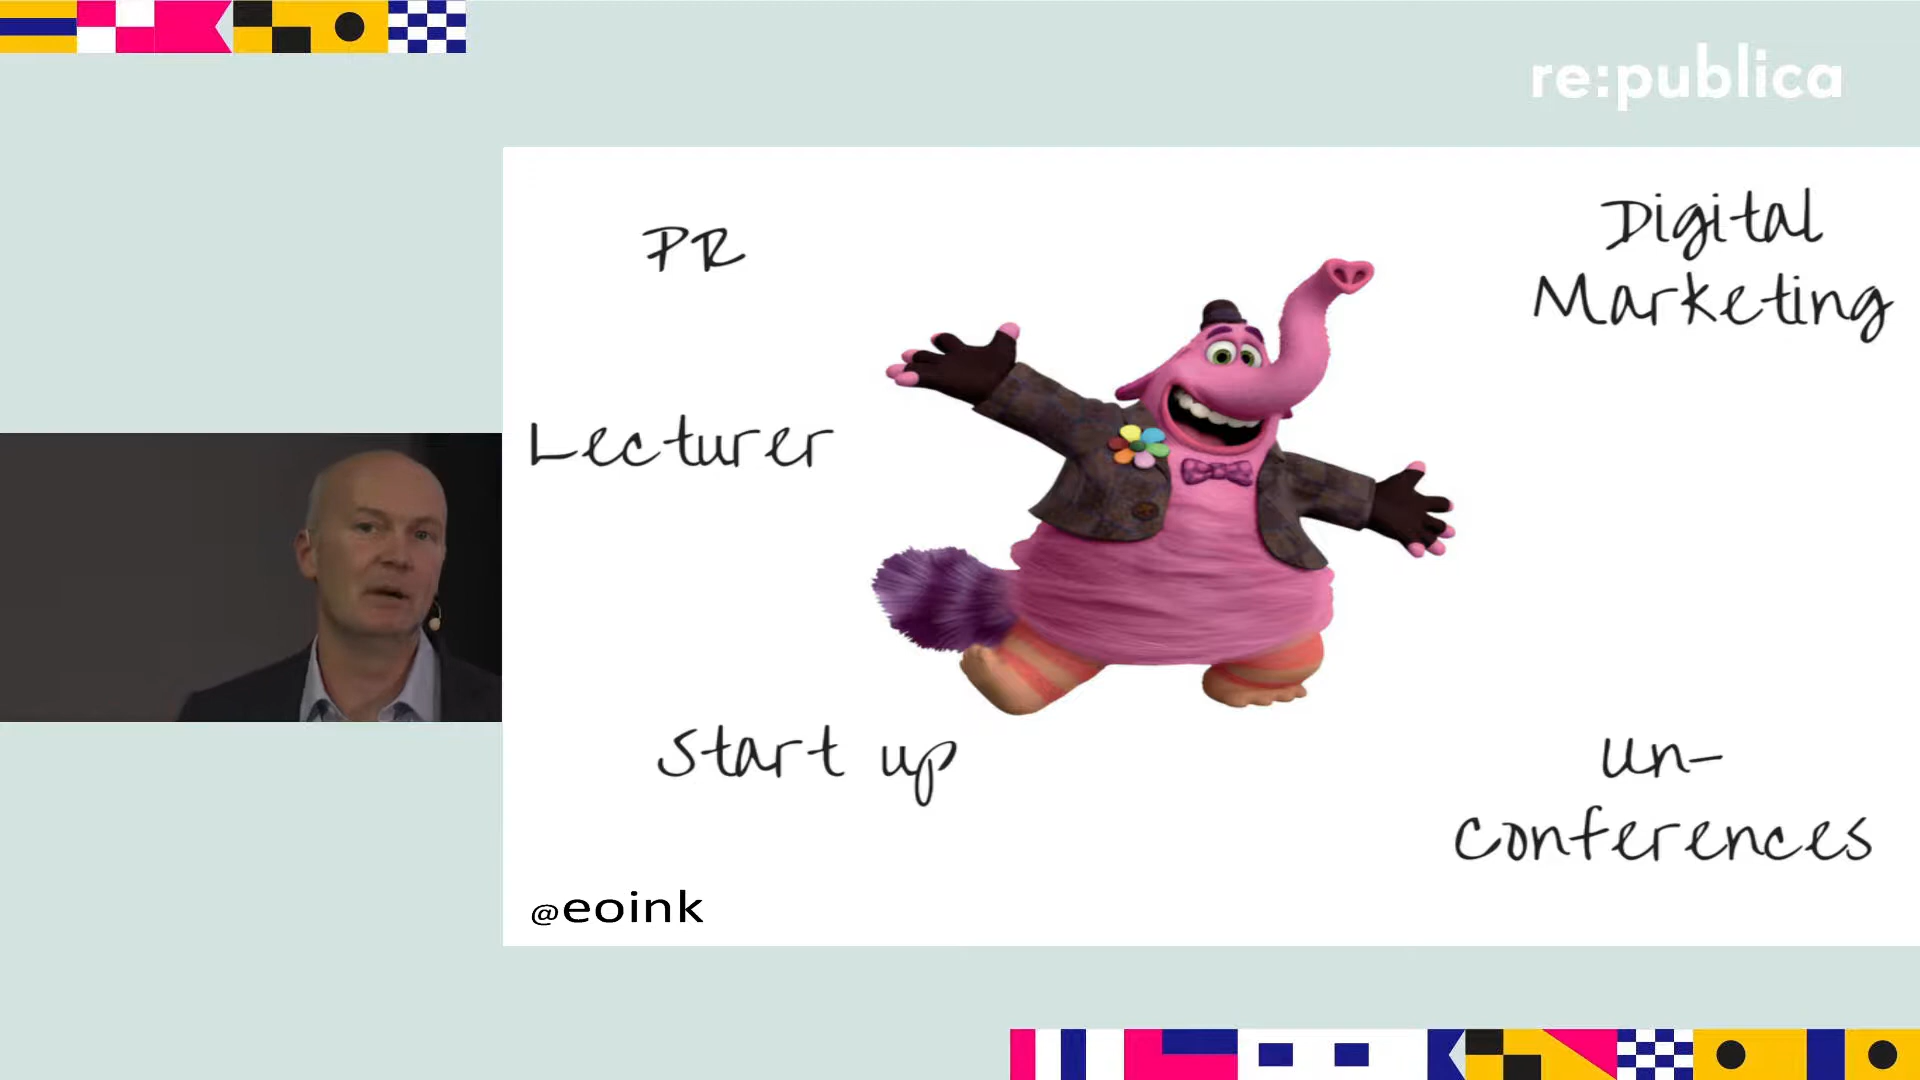 re:publica
PR
Digital
Marketing
Lecturer
Start up
un-
conferences
@eoink